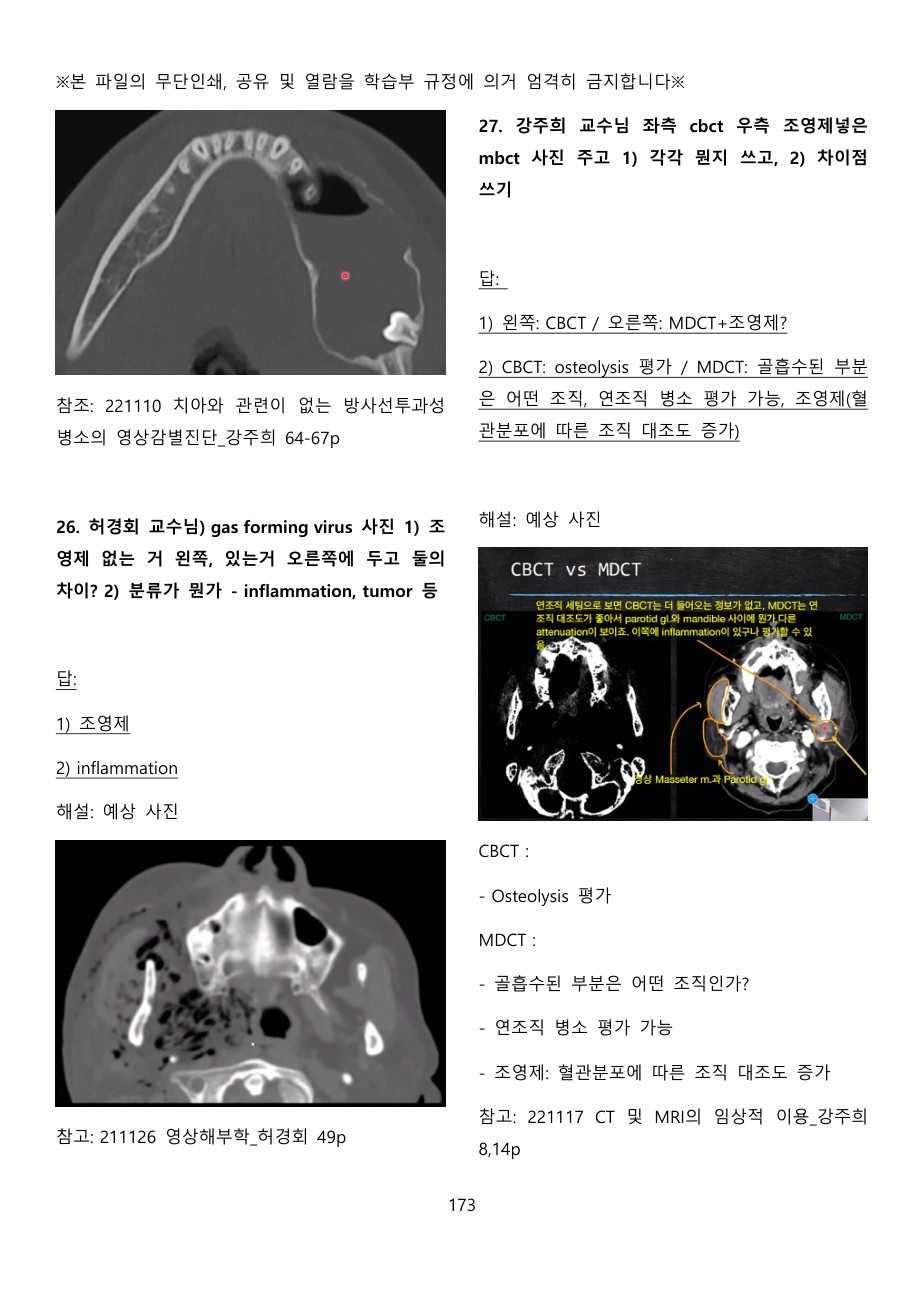 ※본 파일의 무단인쇄, 공유 및 열람을 학습부 규정에 의거 엄격히 금지합니다※
참조: 221110 치아와 관련이 없는 방사선투과성
병소의 영상감별진단_강주희 64-67p
26. 허경회 교수님) gas forming virus 사진 1) 조
영제 없는 거 왼쪽, 있는거 오른쪽에 두고 둘의
차이? 2) 분류가 뭔가 - inflammation, tumor 등
답:
1) 조영제
2) inflammation
해설: 예상 사진
참고: 211126 영상해부학_허경회 49p
27. 강주희 교수님 좌측 cbct 우측 조영제넣은
mbct 사진 주고 1) 각각 뭔지 쓰고, 2) 차이점
쓰기
답:
1) 왼쪽: CBCT / 오른쪽: MDCT+조영제?
2) CBCT: osteolysis 평가 / MDCT: 골흡수된 부분
은 어떤 조직, 연조직 병소 평가 가능, 조영제(혈
관분포에 따른 조직 대조도 증가)
해설: 예상 사진
CBCT vs MDCT
연조직 세팅으로 보면 CBCT는 더 들어오는 정보가 없고, MDCT는 연
CBCT
조직 대조도가 좋아서 parotid gl.와 mandible 사이에 뭔가 다른
MDCT
attenuation이 보이죠. 이쪽에 inflammation이 있구나 평가할 수 있
음
정상 Masseter m.과 Parotid gl.
CBCT :
- Osteolysis 평가
MDCT :
- 골흡수된 부분은 어떤 조직인가?
- 연조직 병소 평가 가능
- 조영제: 혈관분포에 따른 조직 대조도 증가
참고: 221117 CT 및 MRI의 임상적 이용_강주희
8,14p
173